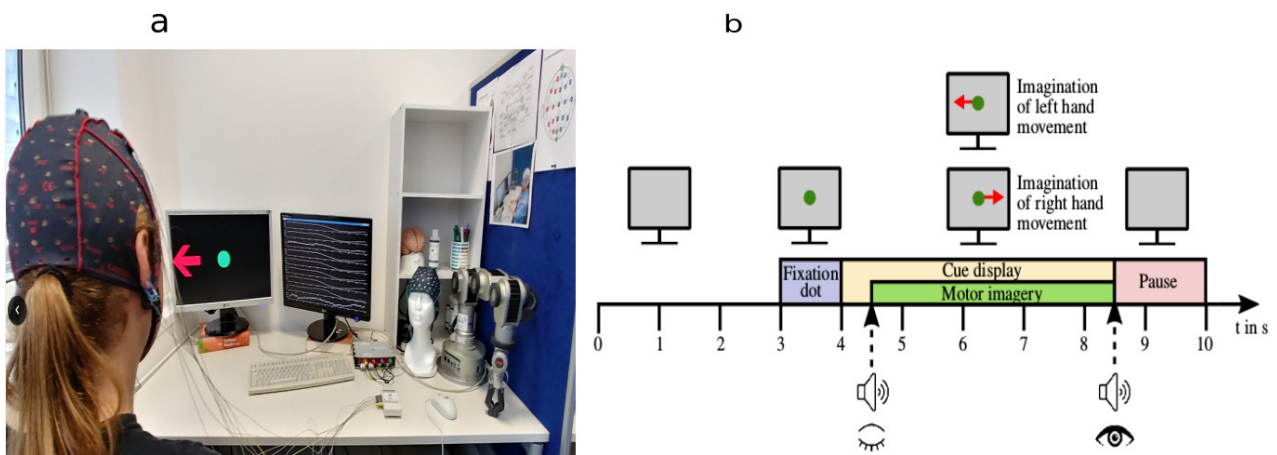 a
b
Imagination
of left hand
movement
Imagination
of right hand
movement
Fixation
dot
Cue display
Motor imagery
Pause
0 1 2 3 4 5 6 7 8 9 10
t in s